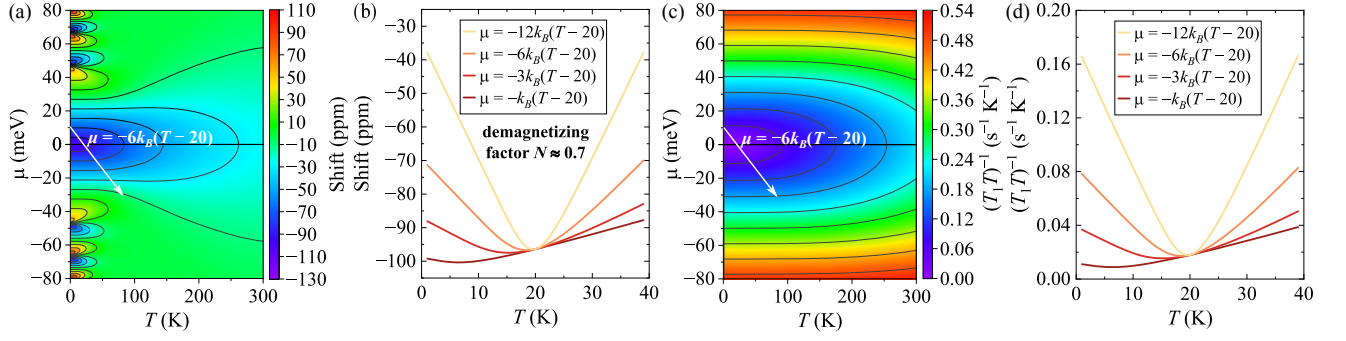 (a)
80
60
40
20
0
−20
−40
−60
−80
μ (meV)
μ = −6k_B(T − 20)
0
100
200
300
T (K)
110
90
70
50
30
10
−10
−30
−50
−70
−90
−110
−130
Shift (ppm)
(b)
−30
−40
−50
−60
−70
−80
−90
−100
Shift (ppm)
μ = −12k_B(T − 20)
μ = −6k_B(T − 20)
μ = −3k_B(T − 20)
μ = −k_B(T − 20)
demagnetizing
factor N ≈ 0.7
0
10
20
30
40
T (K)
(c)
80
60
40
20
0
−20
−40
−60
−80
μ (meV)
μ = −6k_B(T − 20)
0
100
200
300
T (K)
0.54
0.48
0.42
0.36
0.30
0.24
0.18
0.12
0.06
0.00
(T₁T)⁻¹ (s⁻¹ K⁻¹)
(d)
0.20
0.16
0.12
0.08
0.04
0.00
(T₁T)⁻¹ (s⁻¹ K⁻¹)
μ = −12k_B(T − 20)
μ = −6k_B(T − 20)
μ = −3k_B(T − 20)
μ = −k_B(T − 20)
0
10
20
30
40
T (K)